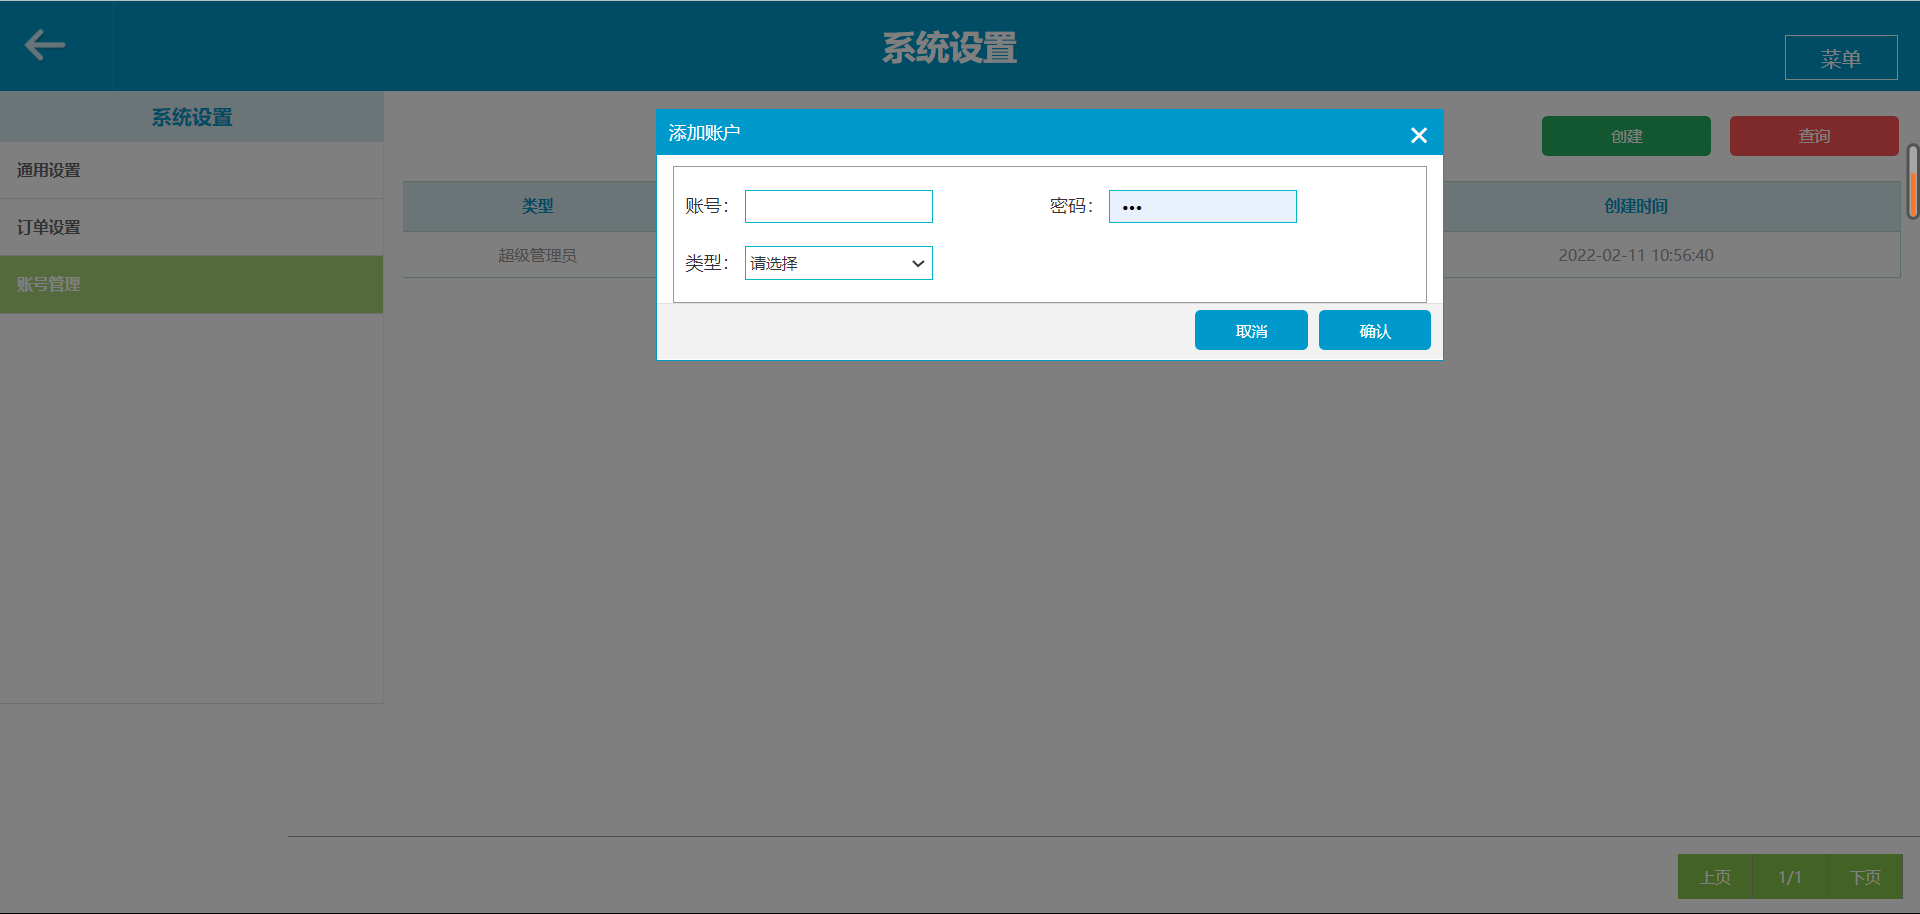 系统设置
菜单
系统设置
通用设置
订单设置
账号管理
创建
查询
类型
创建时间
超级管理员
2022-02-11 10:56:40
添加账户
账号：
密码：
•••
类型：
请选择
取消
确认
上页
1/1
下页